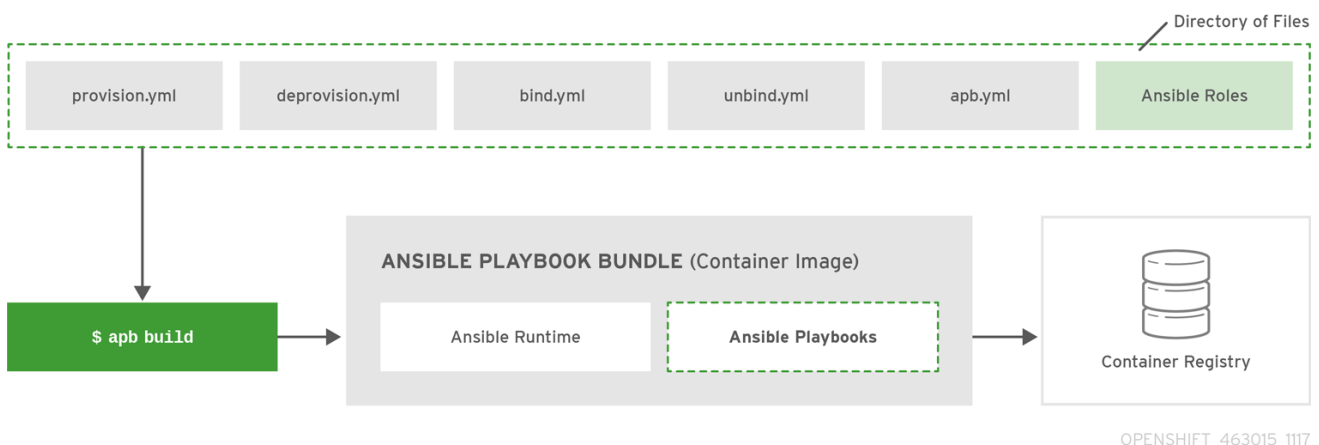 Directory of Files
provision.yml
deprovision.yml
bind.yml
unbind.yml
apb.yml
Ansible Roles
ANSIBLE PLAYBOOK BUNDLE (Container Image)
$ apb build
Ansible Runtime
Ansible Playbooks
Container Registry
OPENSHIFT_463015_1117